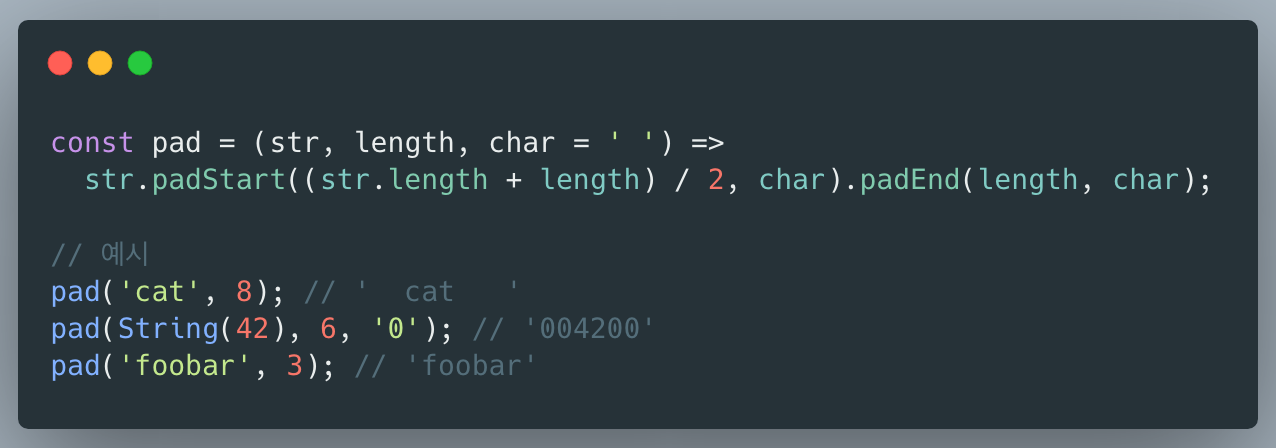 const pad = (str, length, char = ' ') =>
  str.padStart((str.length + length) / 2, char).padEnd(length, char);
// 예시
pad('cat', 8); // '  cat   '
pad(String(42), 6, '0'); // '004200'
pad('foobar', 3); // 'foobar'